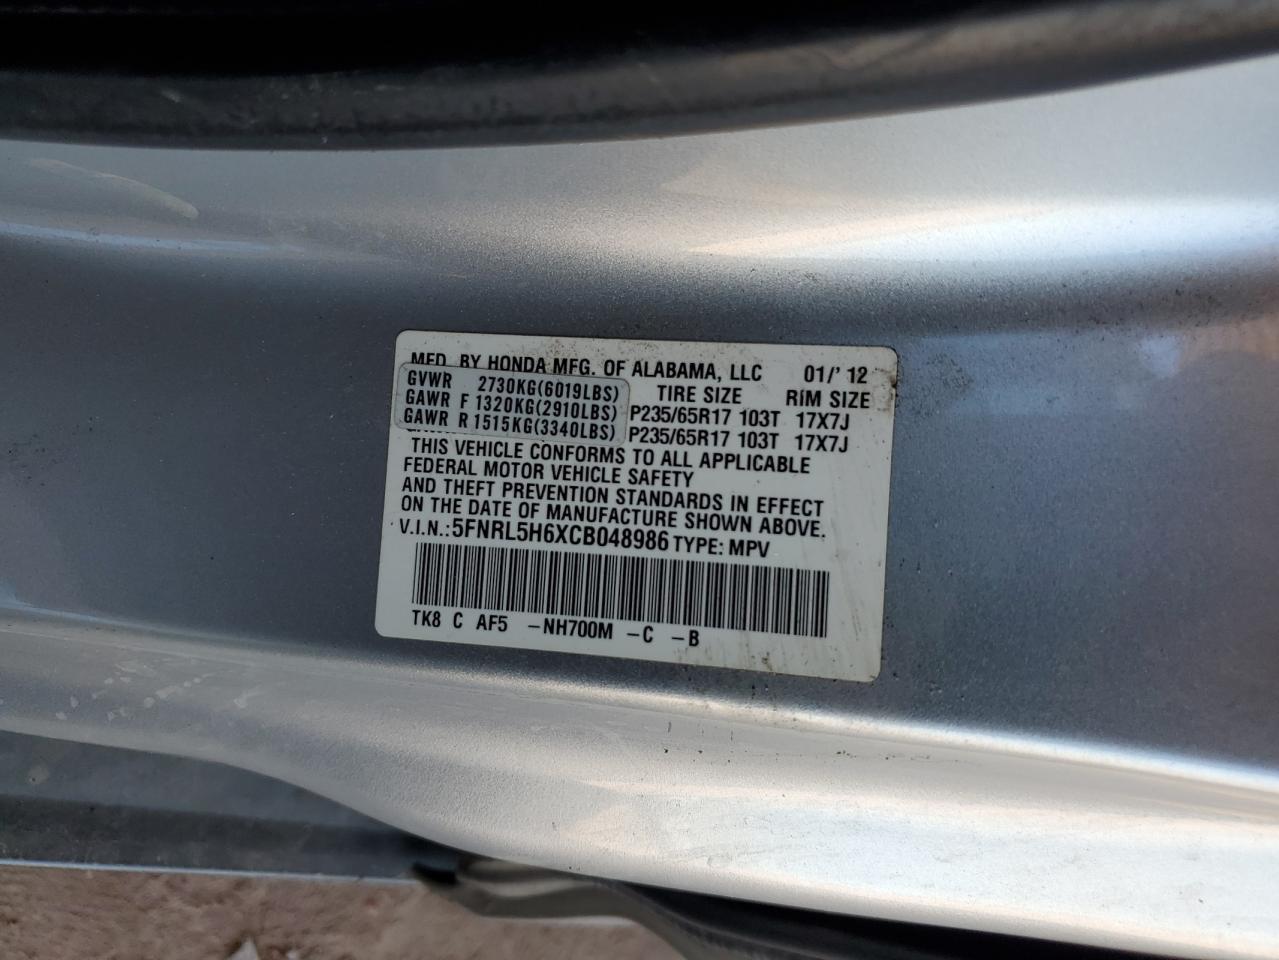 MFD. BY HONDA MFG. OF ALABAMA, LLC 01/'12
GVWR 2730KG(6019LBS) TIRE SIZE RIM SIZE
GAWR F 1320KG(2910LBS) P235/65R17 103T 17X7J
GAWR R 1515KG(3340LBS) P235/65R17 103T 17X7J
THIS VEHICLE CONFORMS TO ALL APPLICABLE
FEDERAL MOTOR VEHICLE SAFETY
AND THEFT PREVENTION STANDARDS IN EFFECT
ON THE DATE OF MANUFACTURE SHOWN ABOVE.
V.I.N.: 5FNRL5H6XCB048986 TYPE: MPV
TK8 C AF5 -NH700M -C -B